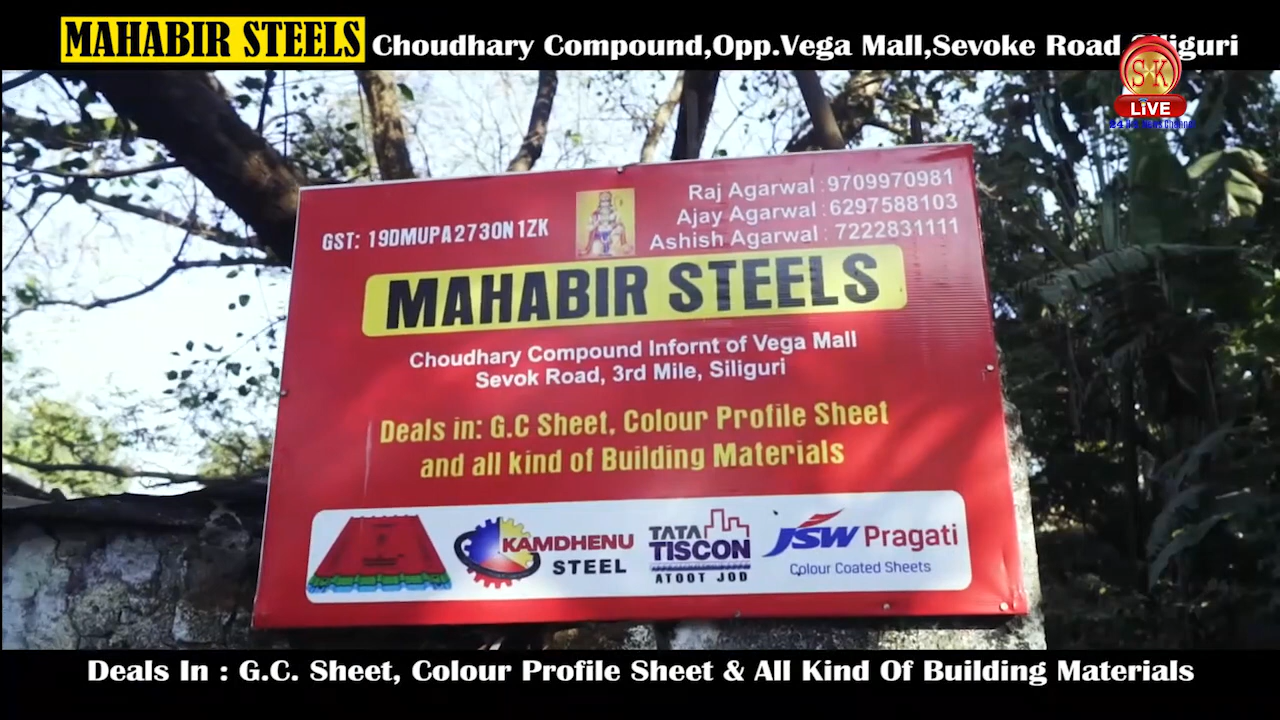 MAHABIR STEELS Choudhary Compound,Opp.Vega Mall,Sevoke Road
SK
LIVE
GST: 19DMUPA2730N1ZK
Raj Agarwal : 9709970981
Ajay Agarwal : 6297588103
Ashish Agarwal : 7222831111
MAHABIR STEELS
Choudhary Compound Infornt of Vega Mall
Sevok Road, 3rd Mile, Siliguri
Deals in: G.C Sheet, Colour Profile Sheet
and all kind of Building Materials
KAMDHENU
STEEL
TATA
TISCON
ATOOT JOD
JSW Pragati
Colour Coated Sheets
Deals In : G.C. Sheet, Colour Profile Sheet & All Kind Of Building Materials